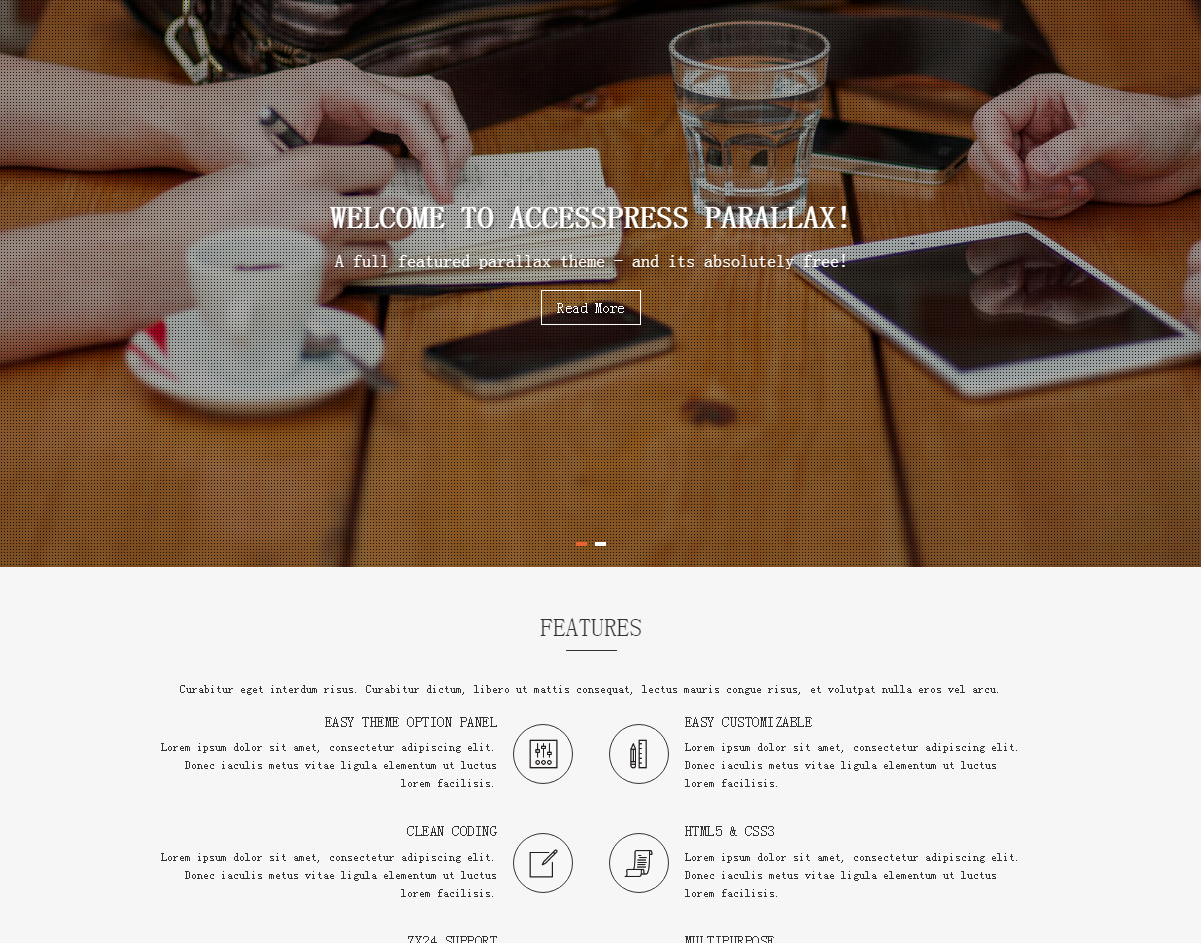 WELCOME TO ACCESSPRESS PARALLAX!
A full featured parallax theme – and its absolutely free!
Read More
FEATURES
Curabitur eget interdum risus. Curabitur dictum, libero ut mattis consequat, lectus mauris congue risus, et volutpat nulla eros vel arcu.
EASY THEME OPTION PANEL
Lorem ipsum dolor sit amet, consectetur adipiscing elit.
Donec iaculis metus vitae ligula elementum ut luctus
lorem facilisis.
EASY CUSTOMIZABLE
Lorem ipsum dolor sit amet, consectetur adipiscing elit.
Donec iaculis metus vitae ligula elementum ut luctus
lorem facilisis.
CLEAN CODING
Lorem ipsum dolor sit amet, consectetur adipiscing elit.
Donec iaculis metus vitae ligula elementum ut luctus
lorem facilisis.
HTML5 & CSS3
Lorem ipsum dolor sit amet, consectetur adipiscing elit.
Donec iaculis metus vitae ligula elementum ut luctus
lorem facilisis.
7X24 SUPPORT
MULTIPURPOSE